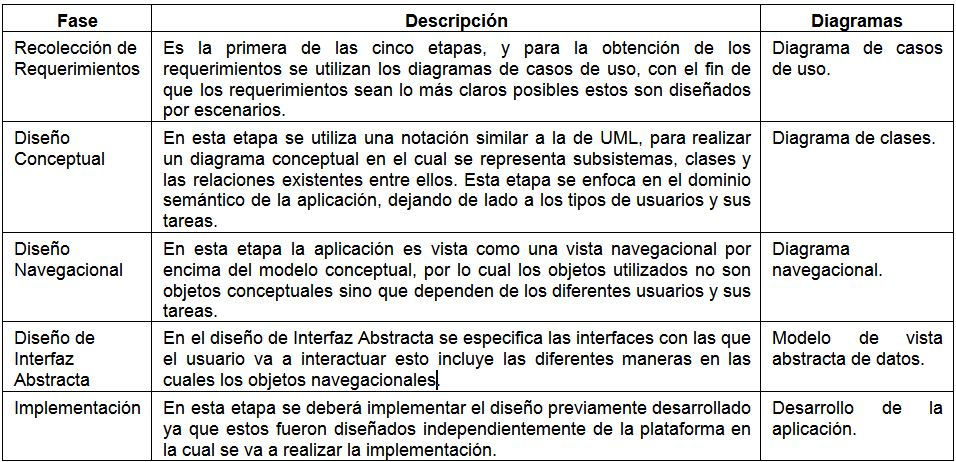 Fase
Descripción
Diagramas
Recolección de
Requerimientos
Es la primera de las cinco etapas, y para la obtención de los
requerimientos se utilizan los diagramas de casos de uso, con el fin de
que los requerimientos sean lo más claros posibles estos son diseñados
por escenarios.
Diagrama de casos
de uso.
Diseño
Conceptual
En esta etapa se utiliza una notación similar a la de UML, para realizar
un diagrama conceptual en el cual se representa subsistemas, clases y
las relaciones existentes entre ellos. Esta etapa se enfoca en el dominio
semántico de la aplicación, dejando de lado a los tipos de usuarios y sus
tareas.
Diagrama de clases.
Diseño
Navegacional
En esta etapa la aplicación es vista como una vista navegacional por
encima del modelo conceptual, por lo cual los objetos utilizados no son
objetos conceptuales sino que dependen de los diferentes usuarios y sus
tareas.
Diagrama
navegacional.
Diseño de
Interfaz
Abstracta
En el diseño de Interfaz Abstracta se especifica las interfaces con las que
el usuario va a interactuar esto incluye las diferentes maneras en las
cuales los objetos navegacionales.
Modelo de vista
abstracta de datos.
Implementación
En esta etapa se deberá implementar el diseño previamente desarrollado
ya que estos fueron diseñados independientemente de la plataforma en
la cual se va a realizar la implementación.
Desarrollo de la
aplicación.